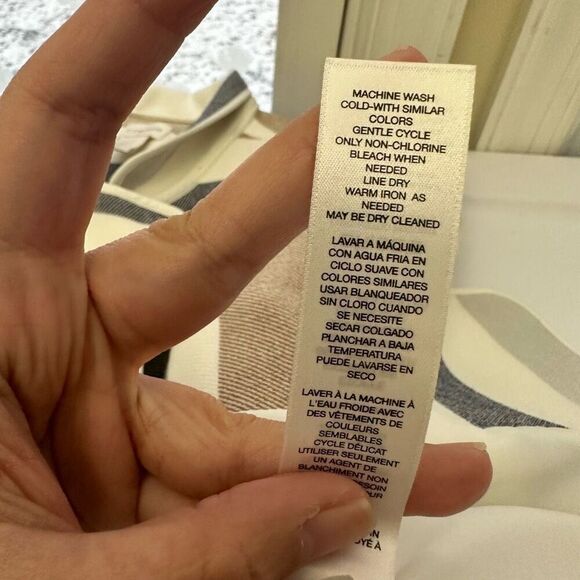 MACHINE WASH
COLD-WITH SIMILAR
COLORS
GENTLE CYCLE
ONLY NON-CHLORINE
BLEACH WHEN
NEEDED
LINE DRY
WARM IRON AS
NEEDED
MAY BE DRY CLEANED
LAVAR A MÁQUINA
CON AGUA FRIA EN
CICLO SUAVE CON
COLORES SIMILARES
USAR BLANQUEADOR
SIN CLORO CUANDO
SE NECESITE
SECAR COLGADO
PLANCHAR A BAJA
TEMPERATURA
PUEDE LAVARSE EN
SECO
LAVER À LA MACHINE À
L'EAU FROIDE AVEC
DES VÊTEMENTS DE
COULEURS
SEMBLABLES
CYCLE DÉLICAT
UTILISER SEULEMENT
UN AGENT DE
BLANCHIMENT NON